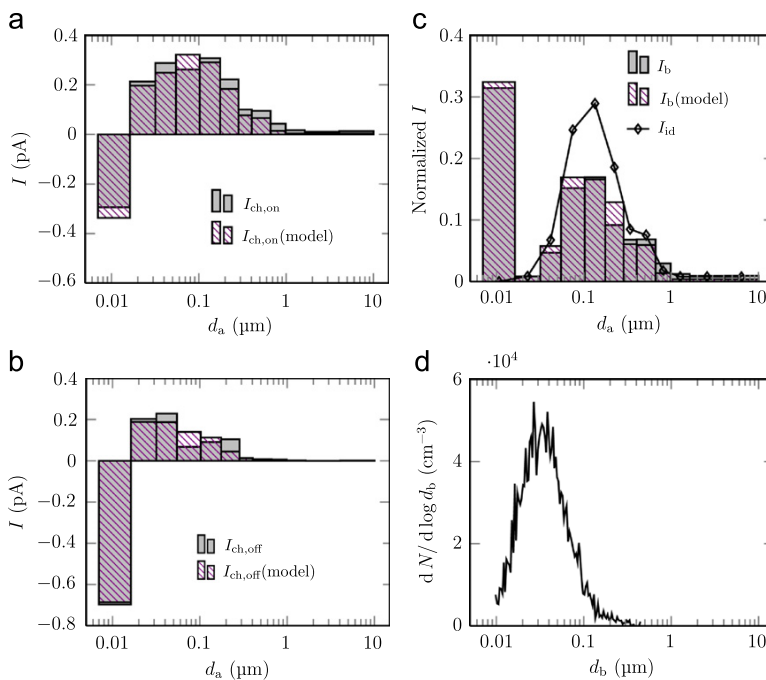 a
0.4
0.2
0
−0.2
−0.4
−0.6
I (pA)
I_ch,on
I_ch,on(model)
0.01 0.1 1 10
d_a (µm)
b
0.4
0.2
0
−0.2
−0.4
−0.6
−0.8
I (pA)
I_ch,off
I_ch,off(model)
0.01 0.1 1 10
d_a (µm)
c
0.4
0.3
0.2
0.1
0
Normalized I
I_b
I_b(model)
I_id
0.01 0.1 1 10
d_a (µm)
d
·10⁴
6
4
2
0
d N/ d log d_b (cm⁻³)
0.01 0.1 1 10
d_b (µm)